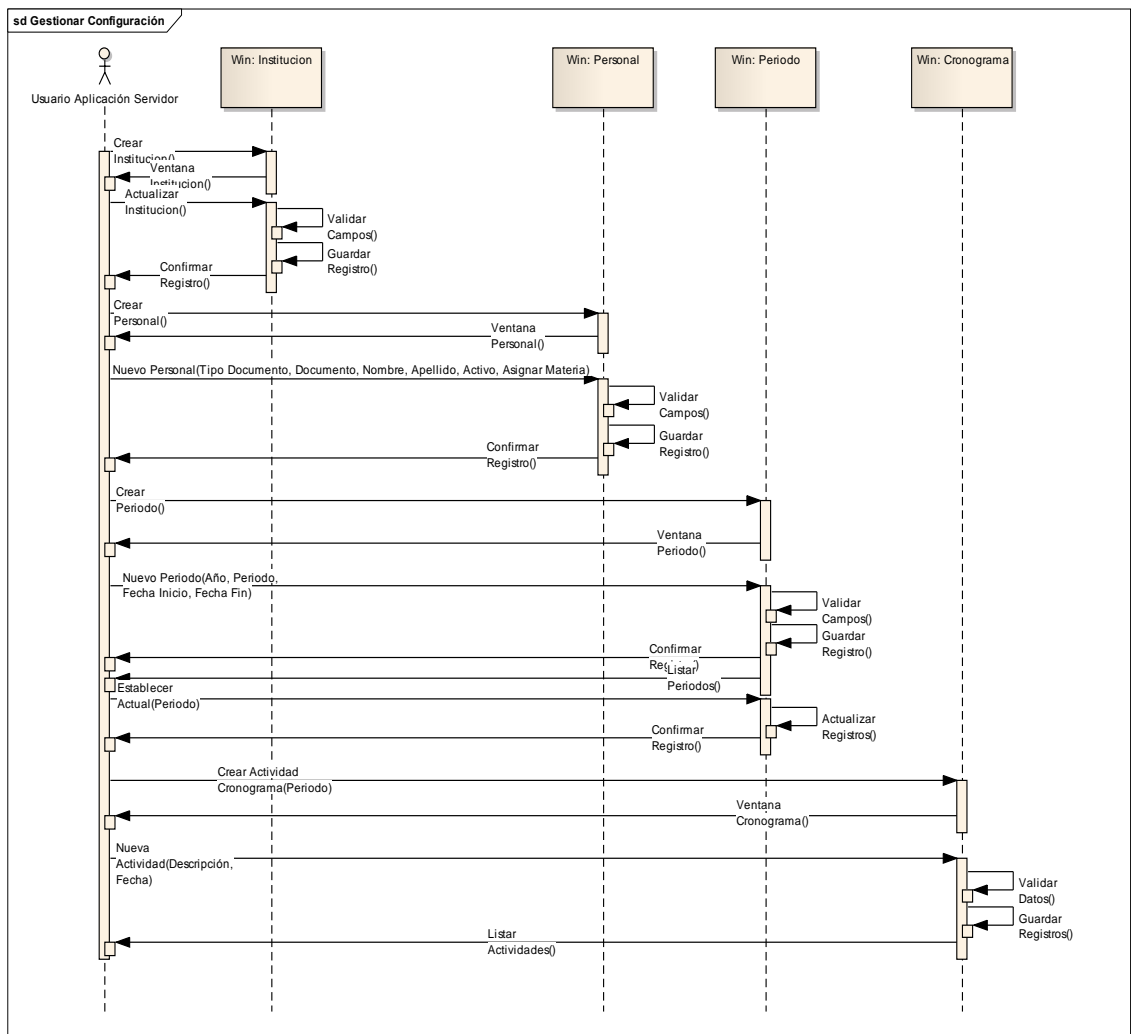 sd Gestionar Configuración
Usuario Aplicación Servidor
Win: Institucion
Win: Personal
Win: Periodo
Win: Cronograma
Crear
Institucion()
Ventana
Institucion()
Actualizar
Institucion()
Validar
Campos()
Guardar
Registro()
Confirmar
Registro()
Crear
Personal()
Ventana
Personal()
Nuevo Personal(Tipo Documento, Documento, Nombre, Apellido, Activo, Asignar Materia)
Validar
Campos()
Guardar
Registro()
Confirmar
Registro()
Crear
Periodo()
Ventana
Periodo()
Nuevo Periodo(Año, Periodo,
Fecha Inicio, Fecha Fin)
Validar
Campos()
Guardar
Registro()
Confirmar
Registro()
Listar
Periodos()
Establecer
Actual(Periodo)
Actualizar
Registros()
Confirmar
Registro()
Crear Actividad
Cronograma(Periodo)
Ventana
Cronograma()
Nueva
Actividad(Descripción,
Fecha)
Validar
Datos()
Guardar
Registros()
Listar
Actividades()